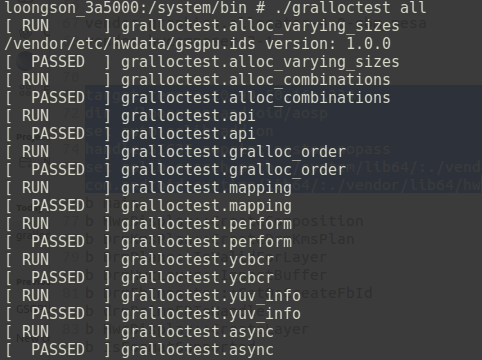 loongson_3a5000:/system/bin # ./gralloctest all
[ RUN      ] gralloctest.alloc_varying_sizes
/vendor/etc/hwdata/gsgpu.ids version: 1.0.0
[  PASSED  ] gralloctest.alloc_varying_sizes
[ RUN      ] gralloctest.alloc_combinations
[  PASSED  ] gralloctest.alloc_combinations
[ RUN      ] gralloctest.api
[  PASSED  ] gralloctest.api
[ RUN      ] gralloctest.gralloc_order
[  PASSED  ] gralloctest.gralloc_order
[ RUN      ] gralloctest.mapping
[  PASSED  ] gralloctest.mapping
[ RUN      ] gralloctest.perform
[  PASSED  ] gralloctest.perform
[ RUN      ] gralloctest.ycbcr
[  PASSED  ] gralloctest.ycbcr
[ RUN      ] gralloctest.yuv_info
[  PASSED  ] gralloctest.yuv_info
[ RUN      ] gralloctest.async
[  PASSED  ] gralloctest.async